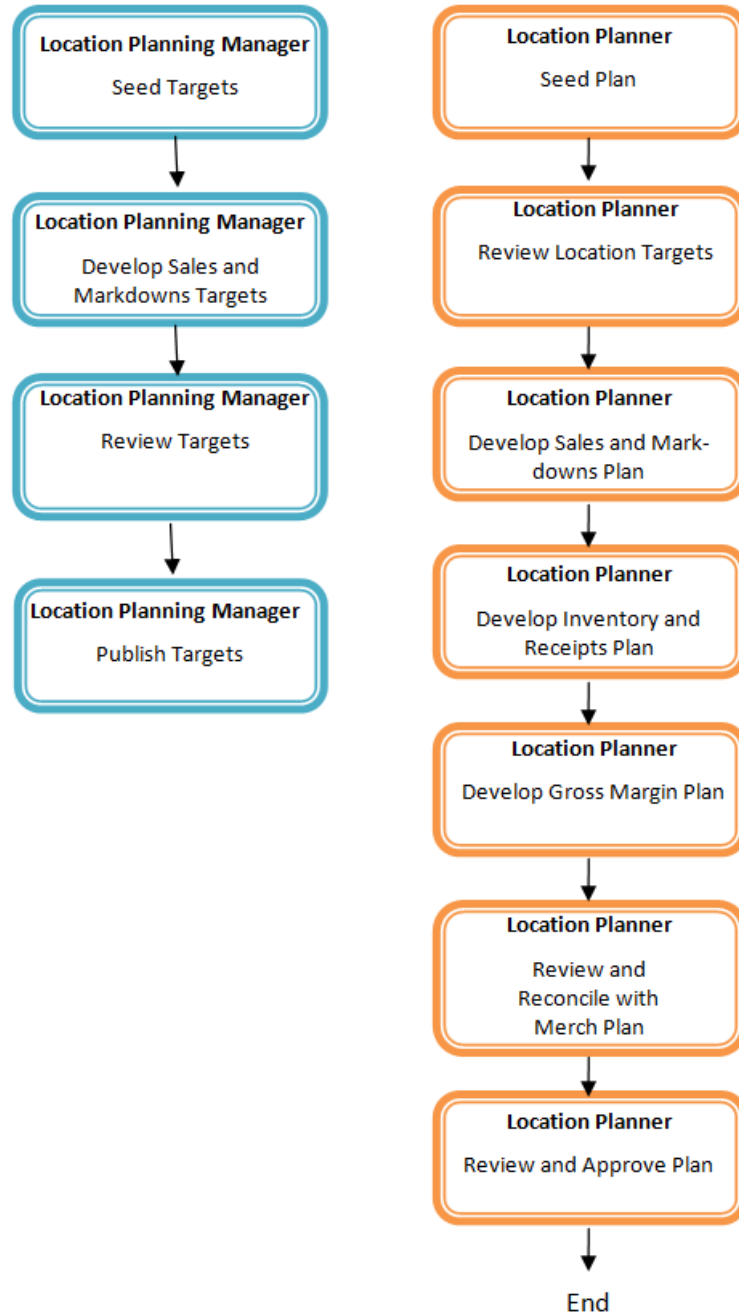 Location Planning Manager
Seed Targets
Location Planning Manager
Develop Sales and
Markdowns Targets
Location Planning Manager
Review Targets
Location Planning Manager
Publish Targets
Location Planner
Seed Plan
Location Planner
Review Location Targets
Location Planner
Develop Sales and Mark-
downs Plan
Location Planner
Develop Inventory and
Receipts Plan
Location Planner
Develop Gross Margin Plan
Location Planner
Review and
Reconcile with
Merch Plan
Location Planner
Review and Approve Plan
End